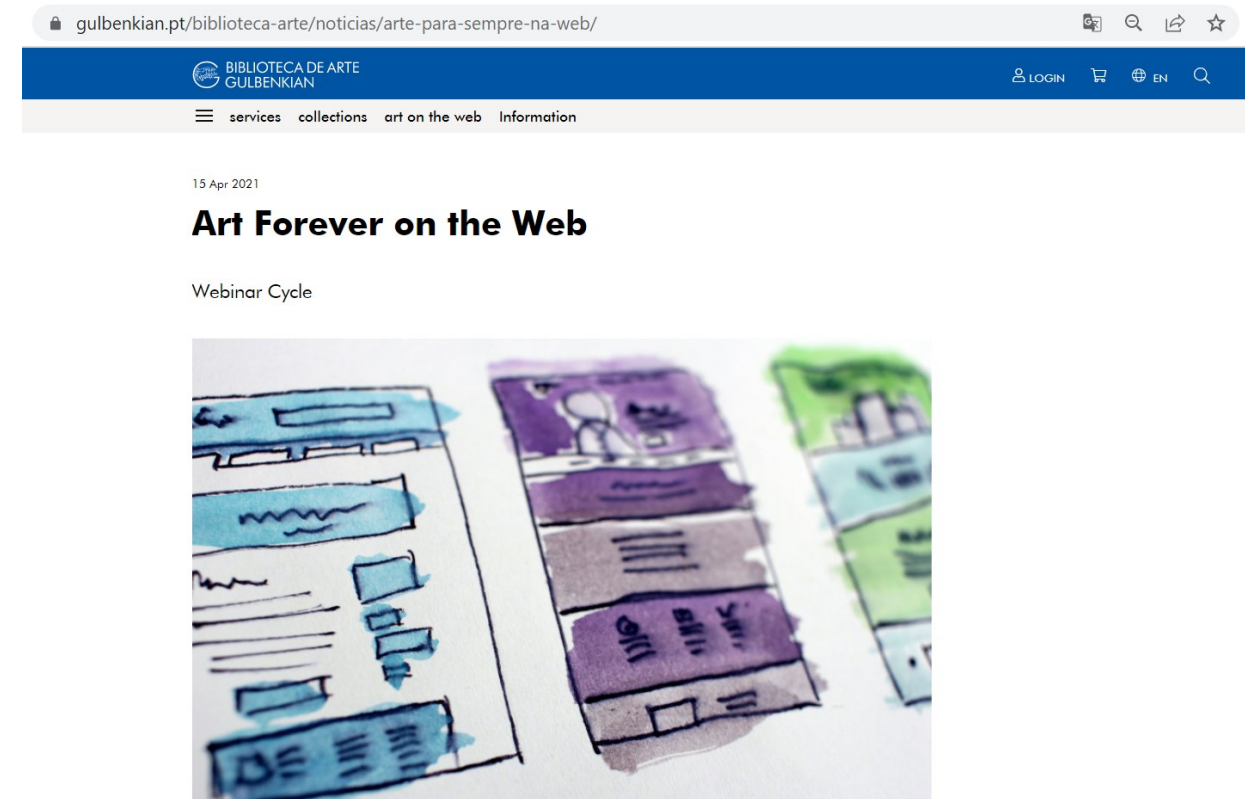 gulbenkian.pt/biblioteca-arte/noticias/arte-para-sempre-na-web/
BIBLIOTECA DE ARTE
GULBENKIAN
LOGIN EN
services collections art on the web Information
15 Apr 2021
Art Forever on the Web
Webinar Cycle